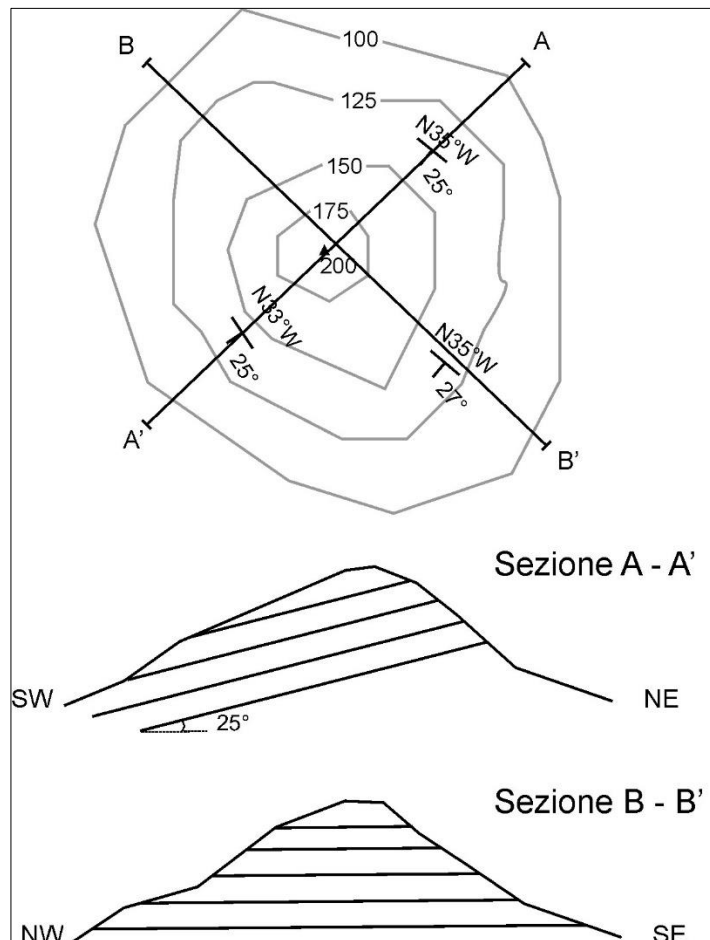 100
B
A
125
N35°W
25°
150
175
200
N33°W
25°
N35°W
27°
A'
B'
Sezione A - A'
SW
NE
25°
Sezione B - B'
NW
SE